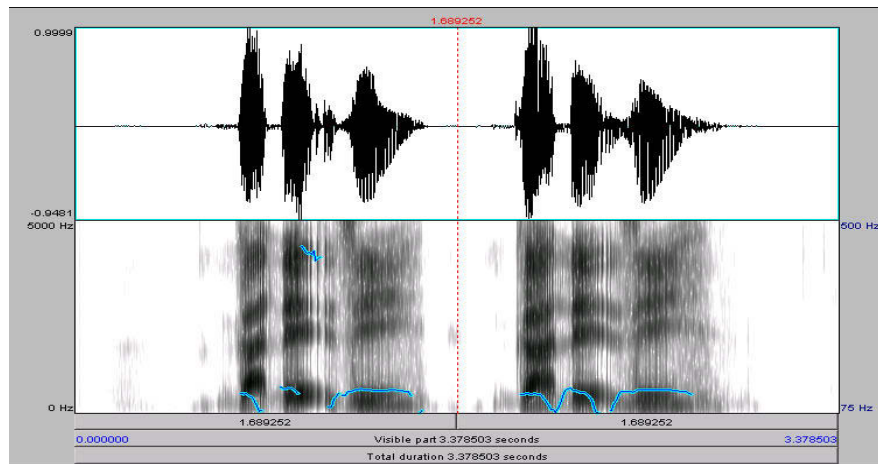 1.689252
0.9999
-0.9481
5000 Hz
500 Hz
0 Hz
75 Hz
1.689252 1.689252
0.000000 Visible part 3.378503 seconds 3.378503
Total duration 3.378503 seconds